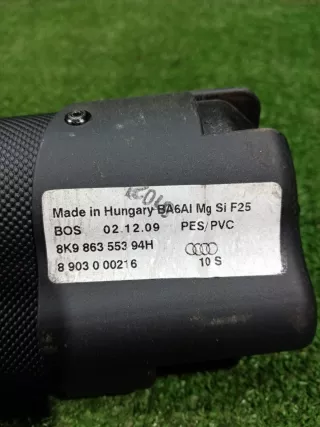 Made in Hungary BA6Al Mg Si F25
BOS 02.12.09 PES/PVC
8K9 863 553 94H
8 903 0 00216 10 S